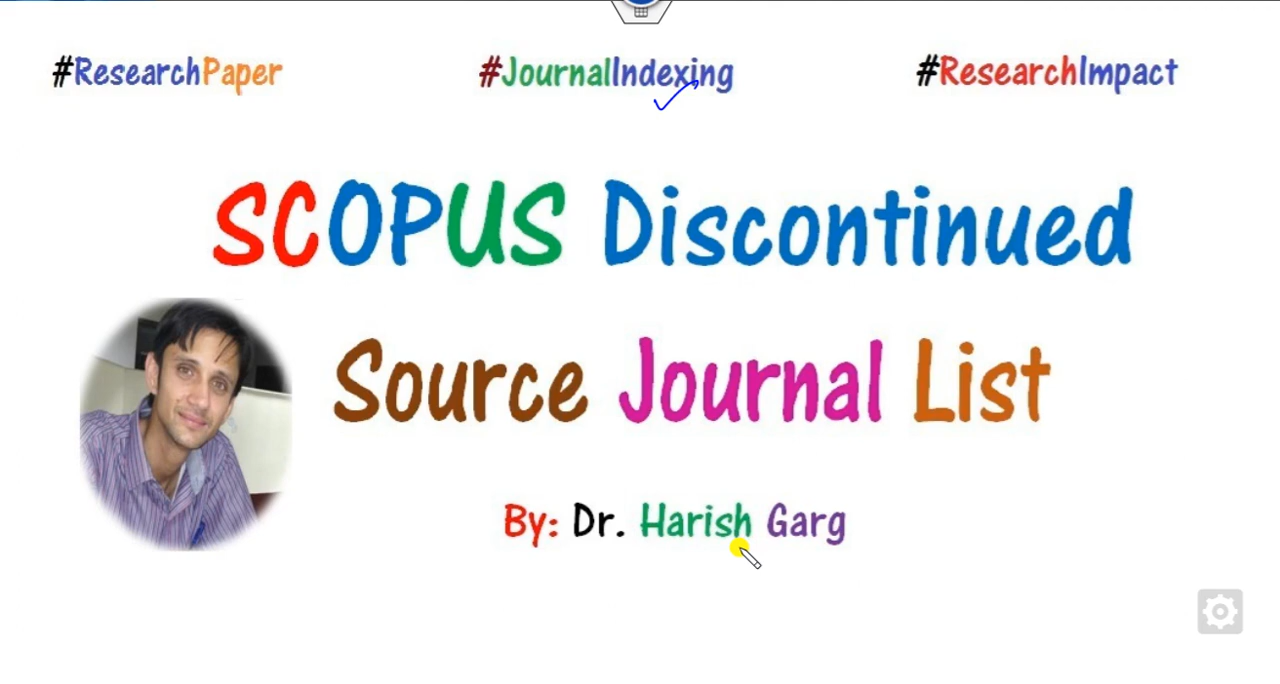 #ResearchPaper #JournalIndexing #ResearchImpact
SCOPUS Discontinued
Source Journal List
By: Dr. Harish Garg